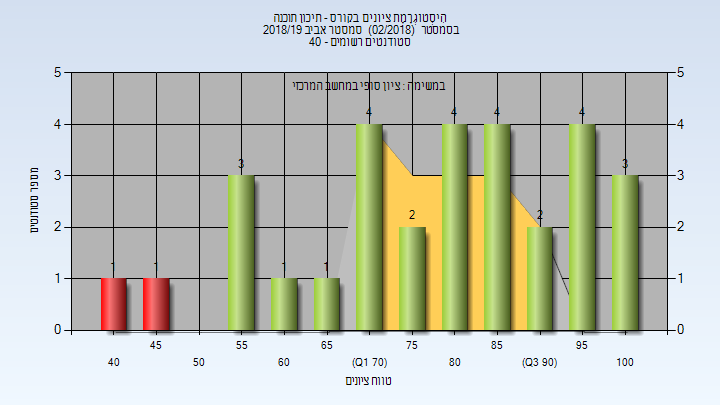 היסטוגרמת ציונים בקורס - תיכון תוכנה
בסמסטר (02/2018) סמסטר אביב 2018/19
סטודנטים רשומים - 40
במשימה : ציון סופי במחשב המרכזי
מספר סטודנטים
5 5
4 4
3 3
2 2
1 1
0 0
1 1 3 1 1 4 2 4 4 2 4 3
45 55 65 75 85 95
40 50 60 (Q1 70) 80 (Q3 90) 100
טווח ציונים